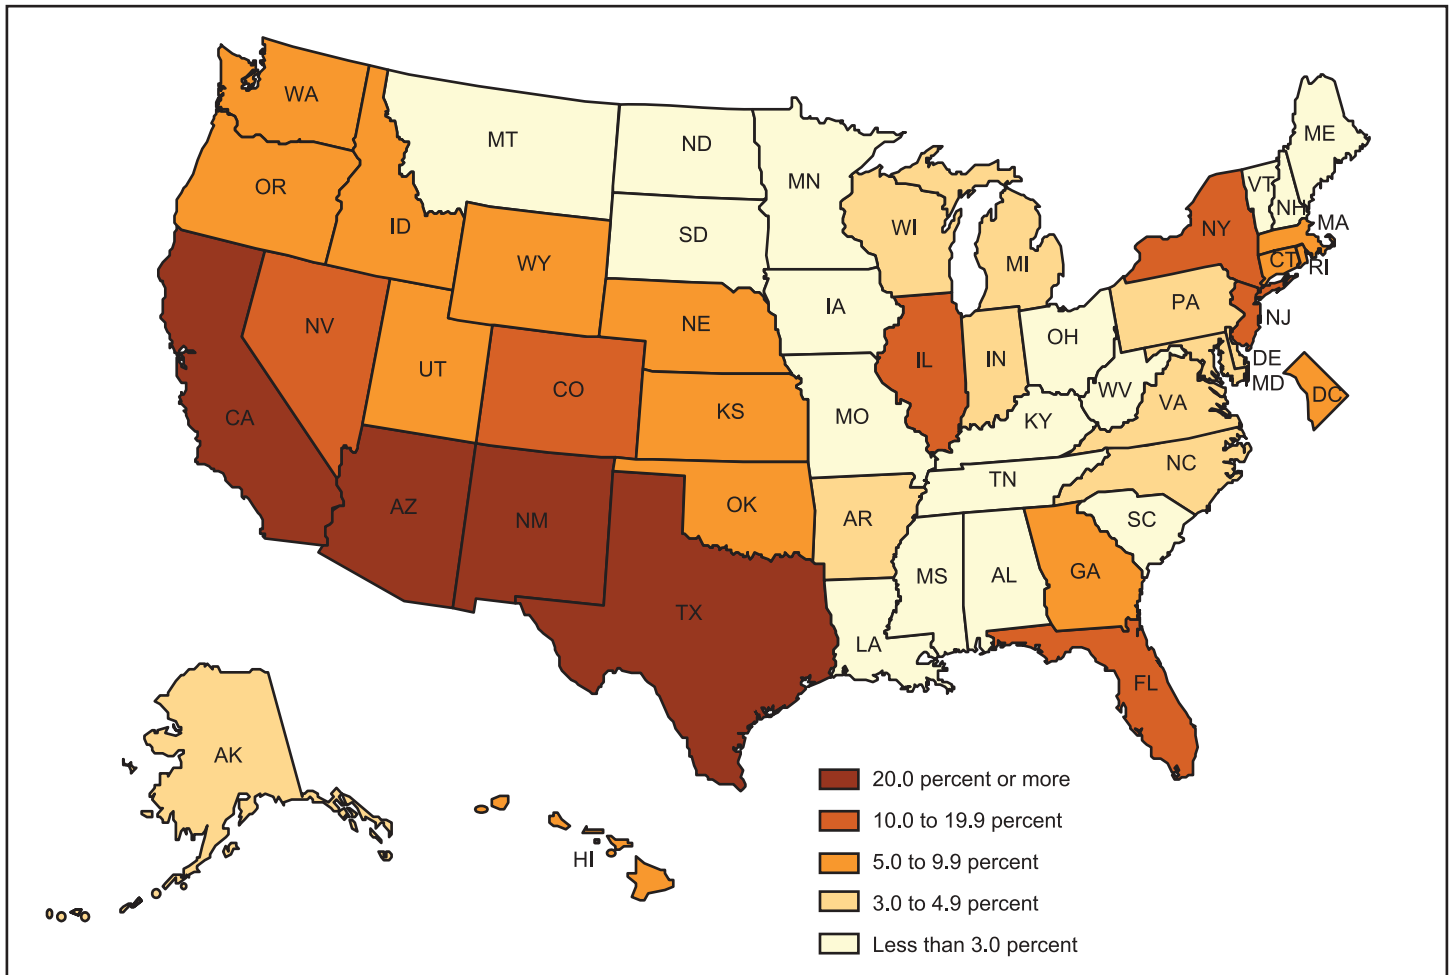 WA
MT
ND
MN
ME
OR
ID
WY
SD
WI
MI
NY
VT
NH
MA
CT
RI
NV
UT
CO
NE
IA
IL
IN
OH
PA
NJ
DE
MD
DC
CA
KS
MO
KY
WV
VA
AZ
NM
OK
AR
TN
NC
SC
TX
LA
MS
AL
GA
FL
AK
HI
20.0 percent or more
10.0 to 19.9 percent
5.0 to 9.9 percent
3.0 to 4.9 percent
Less than 3.0 percent